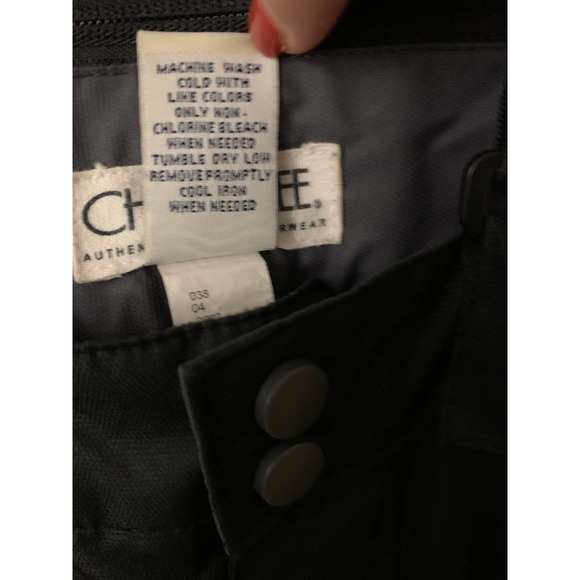 MACHINE WASH
COLD WITH
LIKE COLORS
ONLY NON-
CHLORINE BLEACH
WHEN NEEDED
TUMBLE DRY LOW
REMOVE PROMPTLY
COOL IRON
WHEN NEEDED
CH EE®
AUTHEN RWEAR
038
04